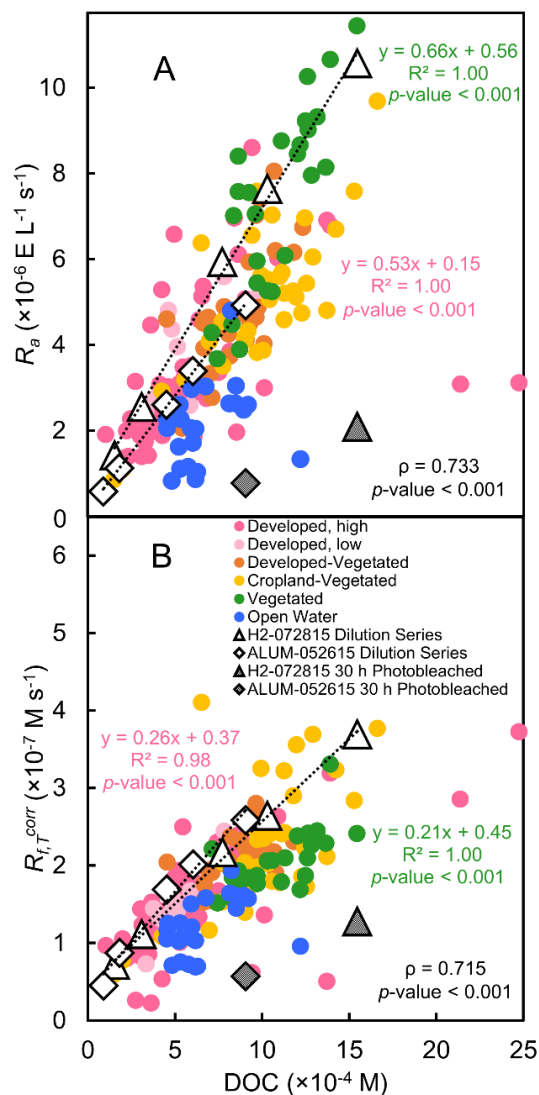 A
y = 0.66x + 0.56
R² = 1.00
p-value < 0.001
10
8
6
4
2
0
Rₐ (×10⁻⁶ E L⁻¹ s⁻¹)
y = 0.53x + 0.15
R² = 1.00
p-value < 0.001
ρ = 0.733
p-value < 0.001
B
Developed, high
Developed, low
Developed-Vegetated
Cropland-Vegetated
Vegetated
Open Water
H2-072815 Dilution Series
ALUM-052615 Dilution Series
H2-072815 30 h Photobleached
ALUM-052615 30 h Photobleached
6
5
4
3
2
1
0
R_{f,T}^{corr} (×10⁻⁷ M s⁻¹)
y = 0.26x + 0.37
R² = 0.98
p-value < 0.001
y = 0.21x + 0.45
R² = 1.00
p-value < 0.001
ρ = 0.715
p-value < 0.001
0 5 10 15 20 25
DOC (×10⁻⁴ M)